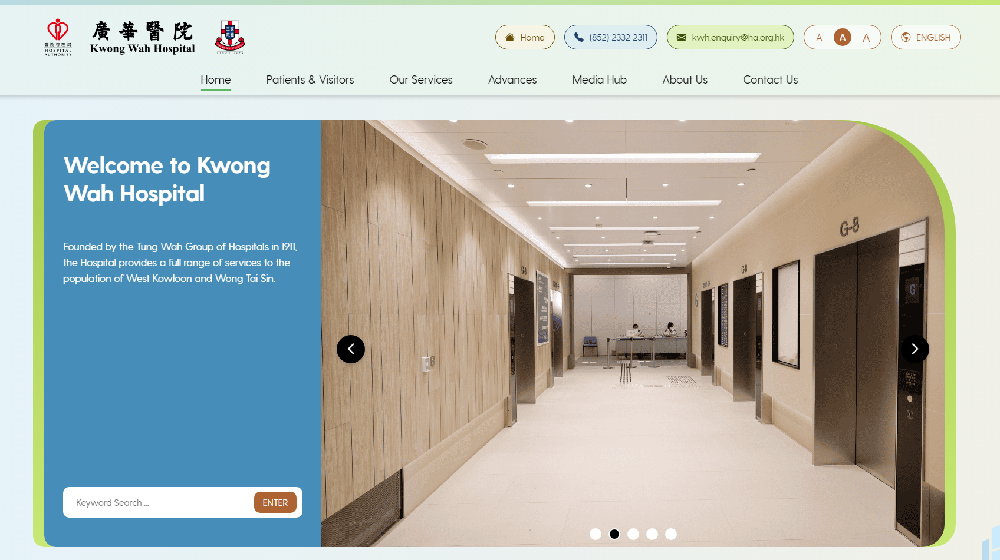 醫院管理局
HOSPITAL
AUTHORITY
廣華醫院
Kwong Wah Hospital
Home
(852) 2332 2311
kwh.enquiry@ha.org.hk
A A A
ENGLISH
Home
Patients & Visitors
Our Services
Advances
Media Hub
About Us
Contact Us
Welcome to Kwong
Wah Hospital
Founded by the Tung Wah Group of Hospitals in 1911,
the Hospital provides a full range of services to the
population of West Kowloon and Wong Tai Sin.
Keyword Search ...
ENTER
G-8
G-8
G-8
G
G